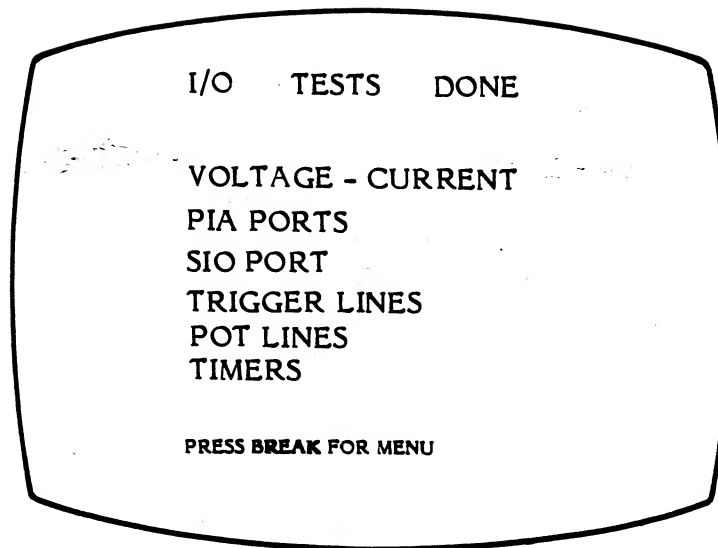 I/O TESTS DONE
VOLTAGE - CURRENT
PIA PORTS
SIO PORT
TRIGGER LINES
POT LINES
TIMERS
PRESS BREAK FOR MENU